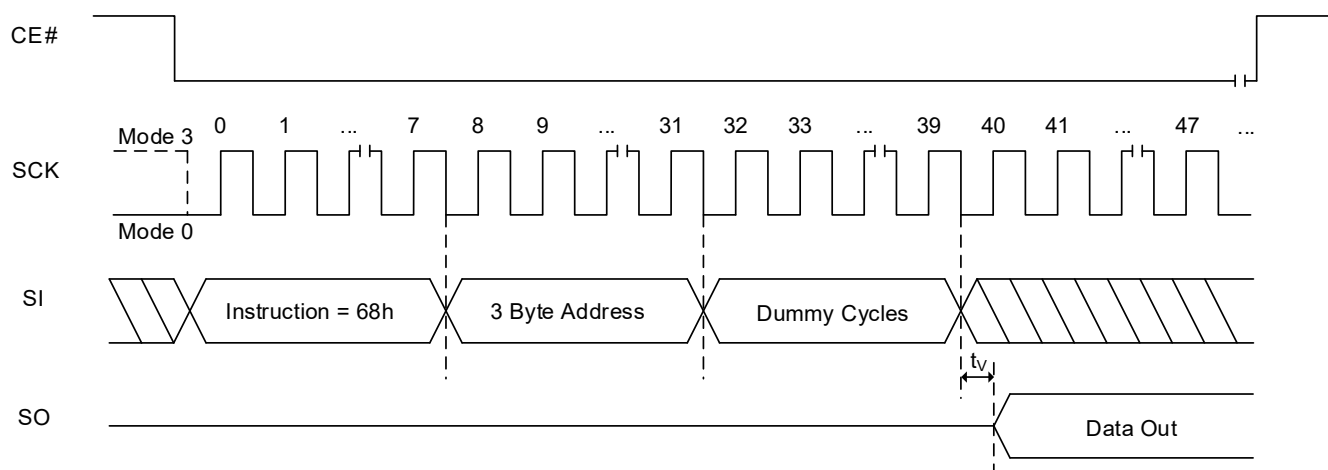 CE#
0 1 ... 7 8 9 ... 31 32 33 ... 39 40 41 ... 47 ...
Mode 3
SCK
Mode 0
SI
Instruction = 68h
3 Byte Address
Dummy Cycles
tV
SO
Data Out